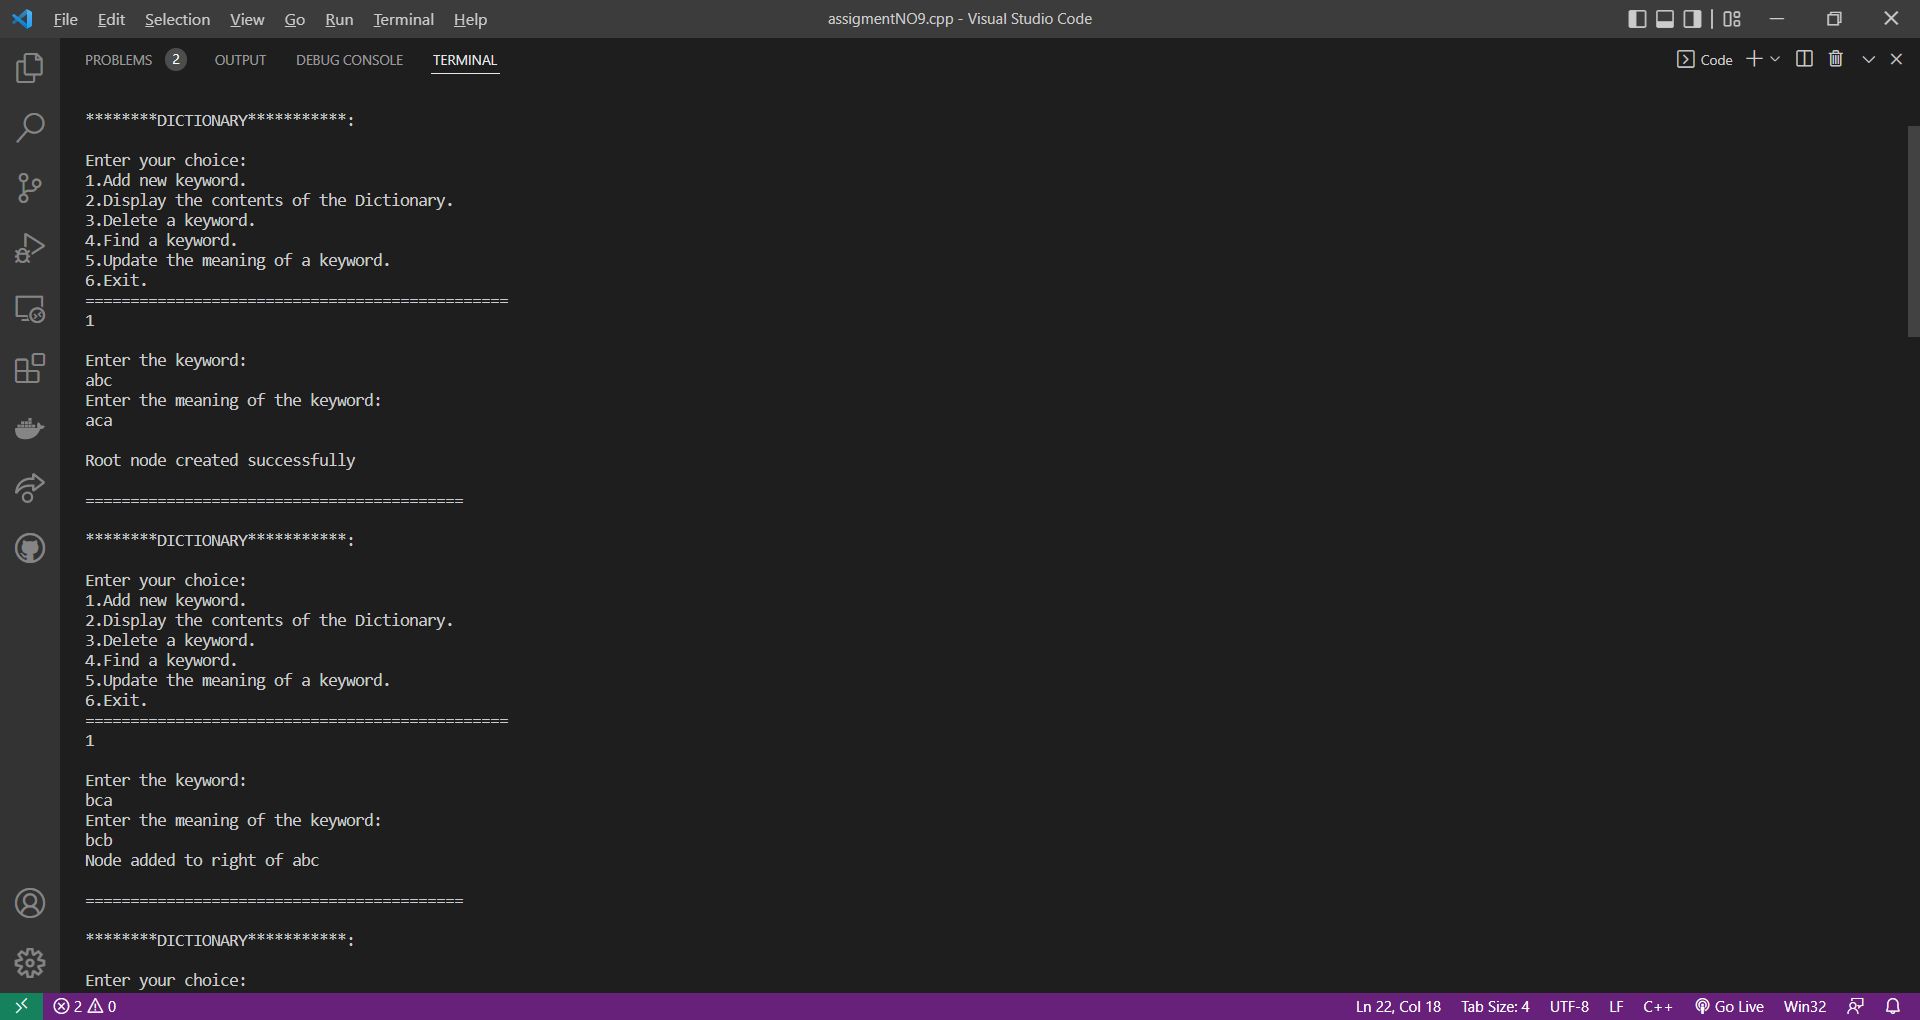 File Edit Selection View Go Run Terminal Help assigmentNO9.cpp - Visual Studio Code
PROBLEMS 2 OUTPUT DEBUG CONSOLE TERMINAL Code
********DICTIONARY***********:
Enter your choice:
1.Add new keyword.
2.Display the contents of the Dictionary.
3.Delete a keyword.
4.Find a keyword.
5.Update the meaning of a keyword.
6.Exit.
===============================================
1
Enter the keyword:
abc
Enter the meaning of the keyword:
aca
Root node created successfully
==========================================
********DICTIONARY***********:
Enter your choice:
1.Add new keyword.
2.Display the contents of the Dictionary.
3.Delete a keyword.
4.Find a keyword.
5.Update the meaning of a keyword.
6.Exit.
===============================================
1
Enter the keyword:
bca
Enter the meaning of the keyword:
bcb
Node added to right of abc
==========================================
********DICTIONARY***********:
Enter your choice:
2 0 Ln 22, Col 18 Tab Size: 4 UTF-8 LF C++ Go Live Win32